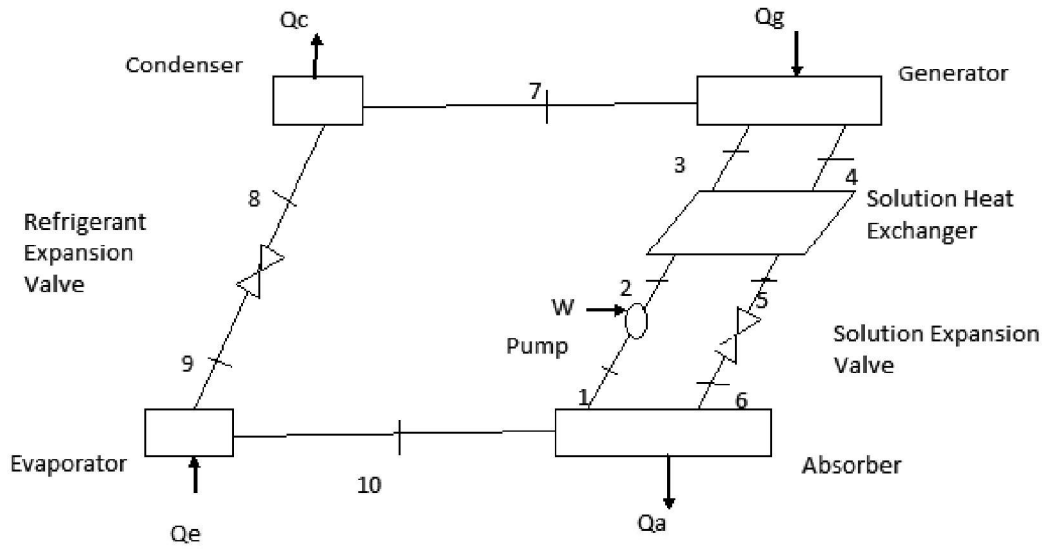 Qc
Qg
Condenser
Generator
7
3
4
8
Solution Heat
Exchanger
Refrigerant
Expansion
Valve
2
5
W
Pump
Solution Expansion
Valve
9
1
6
Evaporator
10
Absorber
Qe
Qa